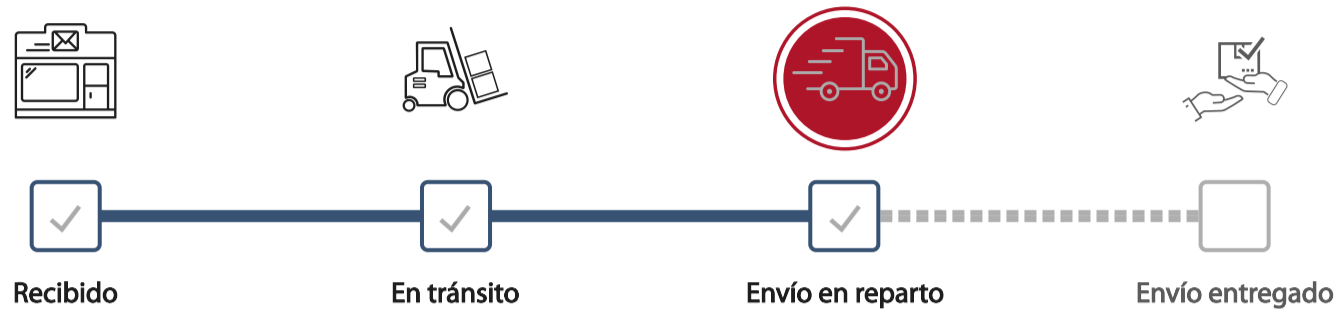 Recibido
En tránsito
Envío en reparto
Envío entregado